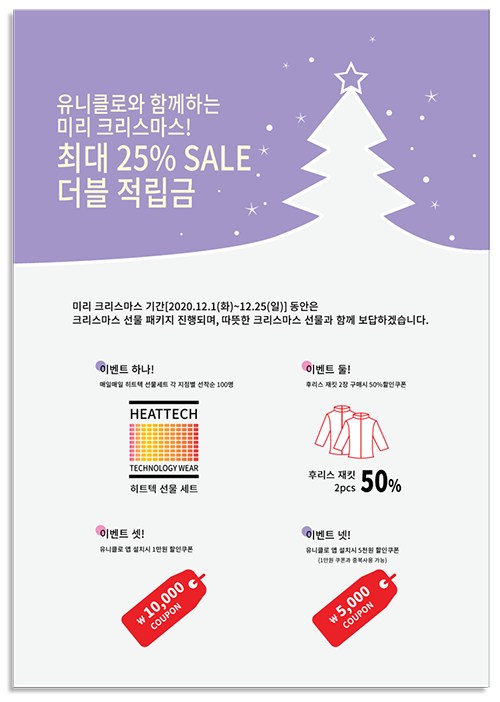 유니클로와 함께하는
미리 크리스마스!
최대 25% SALE
더블 적립금
미리 크리스마스 기간[2020.12.1(화)~12.25(일)] 동안은
크리스마스 선물 패키지 진행되며, 따뜻한 크리스마스 선물과 함께 보답하겠습니다.
이벤트 하나!
매일매일 히트텍 선물세트 각 지점별 선착순 100명
HEATTECH
TECHNOLOGY WEAR
히트텍 선물 세트
이벤트 둘!
후리스 재킷 2장 구매시 50%할인쿠폰
후리스 재킷
2pcs 50%
이벤트 셋!
유니클로 앱 설치시 1만원 할인쿠폰
₩ 10,000
COUPON
이벤트 넷!
유니클로 앱 설치시 5천원 할인쿠폰
(1만원 쿠폰과 중복사용 가능)
₩ 5,000
COUPON